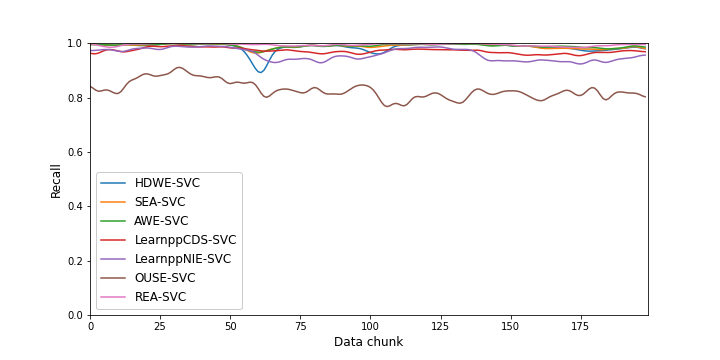 1.0
0.8
0.6
0.4
0.2
0.0
Recall
HDWE-SVC
SEA-SVC
AWE-SVC
LearnppCDS-SVC
LearnppNIE-SVC
OUSE-SVC
REA-SVC
0 25 50 75 100 125 150 175
Data chunk